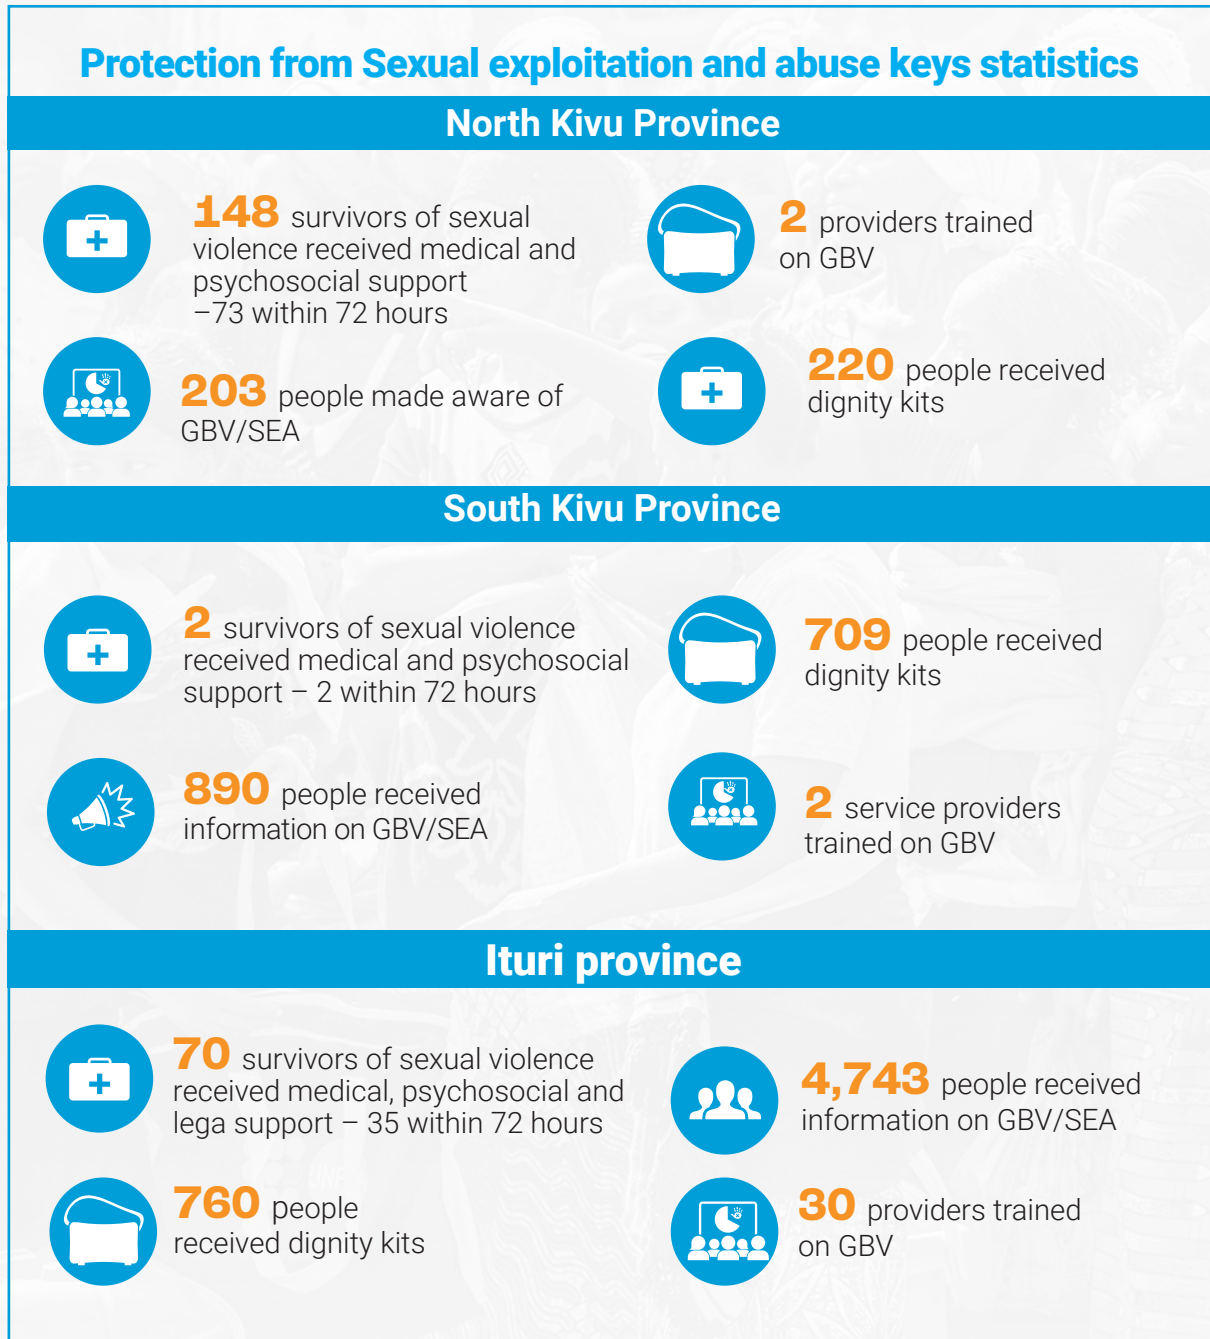 Protection from Sexual exploitation and abuse keys statistics
North Kivu Province
148 survivors of sexual
violence received medical and
psychosocial support
–73 within 72 hours
2 providers trained
on GBV
203 people made aware of
GBV/SEA
220 people received
dignity kits
South Kivu Province
2 survivors of sexual violence
received medical and psychosocial
support – 2 within 72 hours
709 people received
dignity kits
890 people received
information on GBV/SEA
2 service providers
trained on GBV
Ituri province
70 survivors of sexual violence
received medical, psychosocial and
lega support – 35 within 72 hours
4,743 people received
information on GBV/SEA
760 people
received dignity kits
30 providers trained
on GBV